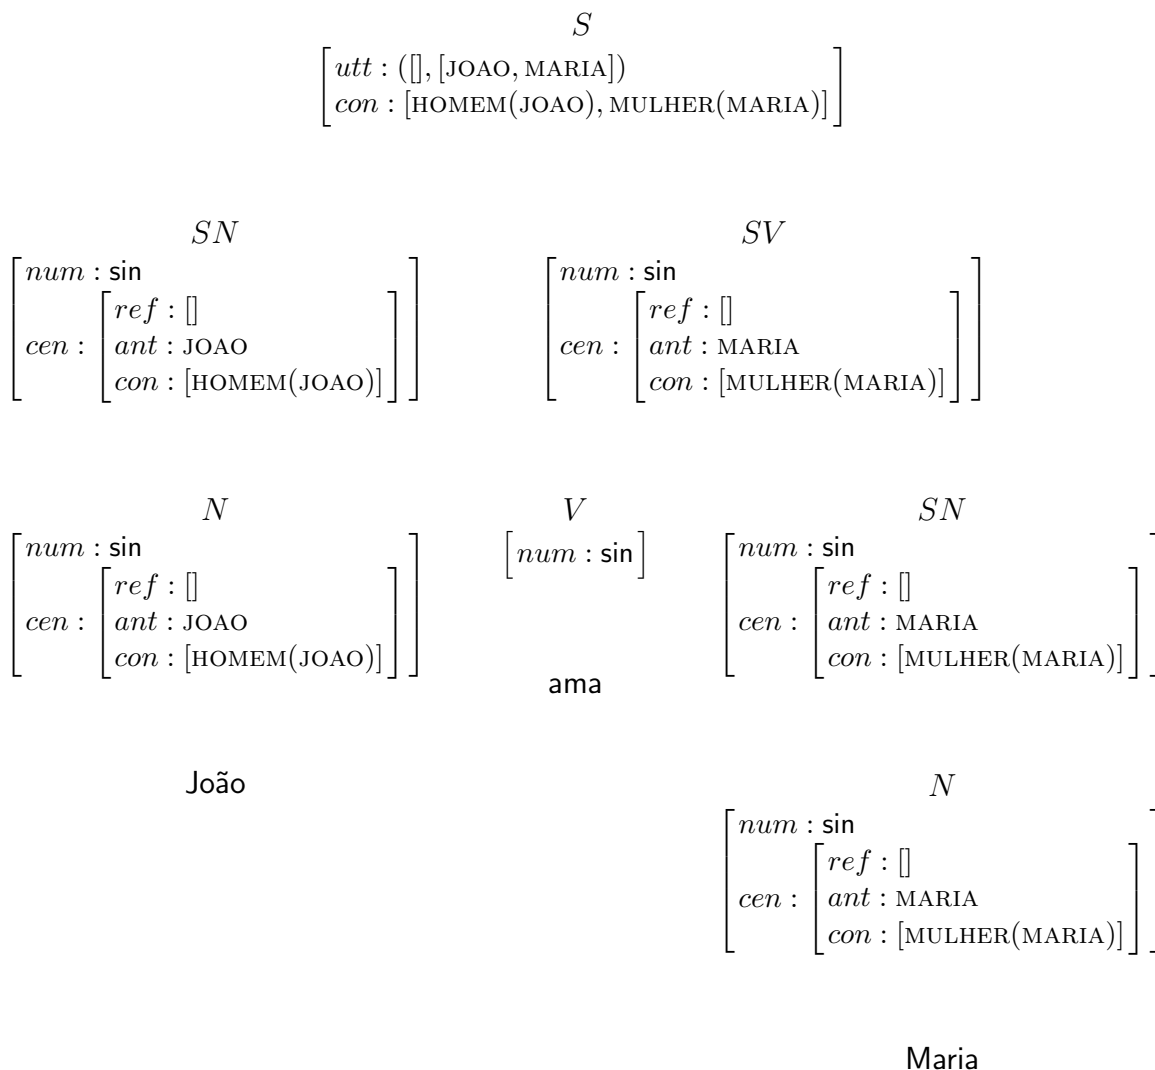 S
utt : ([], [JOAO, MARIA])
con : [HOMEM(JOAO), MULHER(MARIA)]
SN SV
num : sin num : sin
cen : ref : [] cen : ref : []
ant : JOAO ant : MARIA
con : [HOMEM(JOAO)] con : [MULHER(MARIA)]
N V SN
num : sin num : sin num : sin
cen : ref : [] cen : ref : []
ant : JOAO ant : MARIA
con : [HOMEM(JOAO)] con : [MULHER(MARIA)]
ama
João
N
num : sin
cen : ref : []
ant : MARIA
con : [MULHER(MARIA)]
Maria